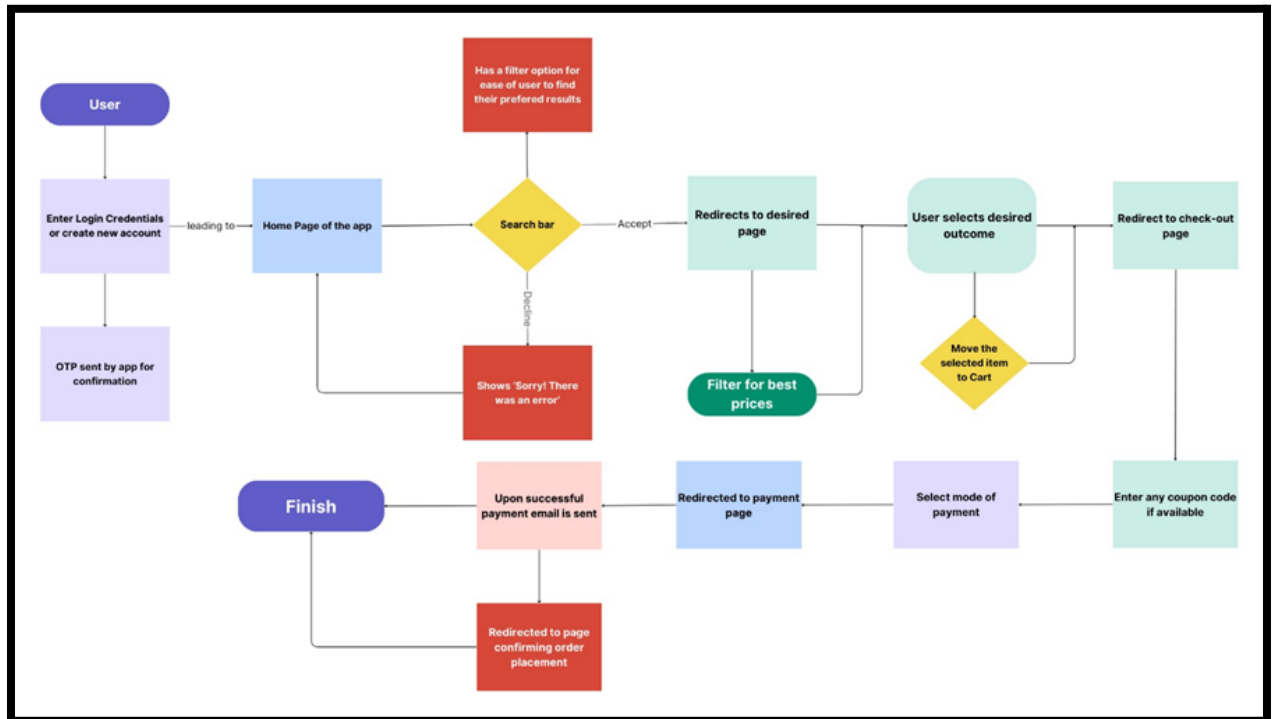 Has a filter option for
ease of user to find
their prefered results
User
Enter Login Credentials
or create new account
leading to
Home Page of the app
Search bar
Accept
Redirects to desired
page
User selects desired
outcome
Redirect to check-out
page
Decline
OTP sent by app for
confirmation
Shows 'Sorry! There
was an error'
Filter for best
prices
Move the
selected item
to Cart
Finish
Upon successful
payment email is sent
Redirected to payment
page
Select mode of
payment
Enter any coupon code
if available
Redirected to page
confirming order
placement